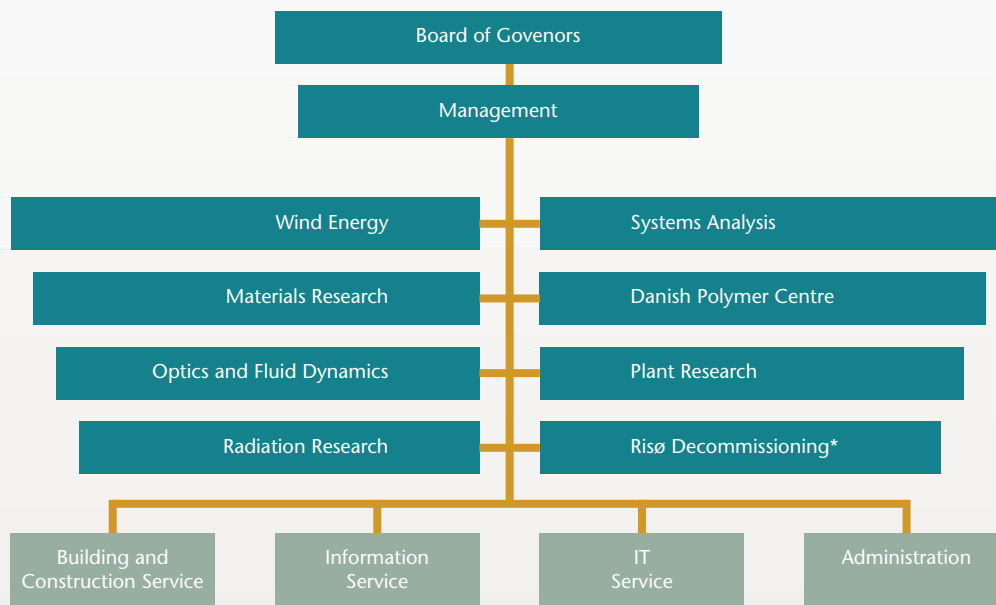 Board of Govenors
Management
Wind Energy
Systems Analysis
Materials Research
Danish Polymer Centre
Optics and Fluid Dynamics
Plant Research
Radiation Research
Risø Decommissioning*
Building and
Construction Service
Information
Service
IT
Service
Administration